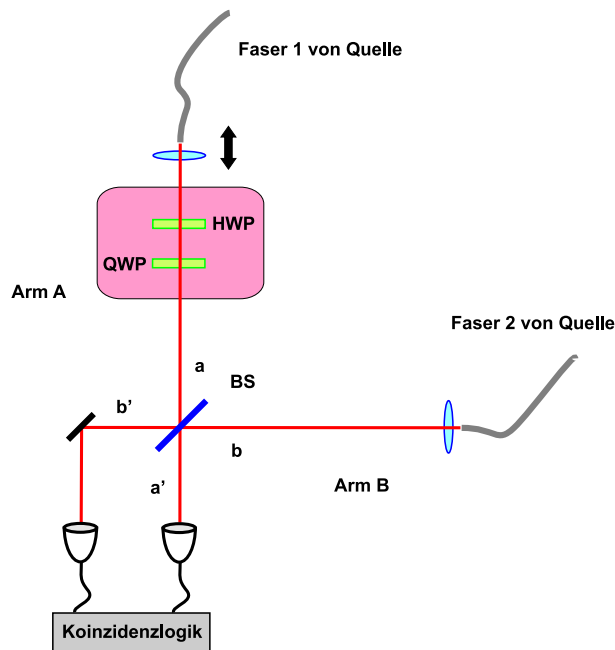 Faser 1 von Quelle
HWP
QWP
Arm A
Faser 2 von Quelle
a
BS
b’
b
a’
Arm B
Koinzidenzlogik